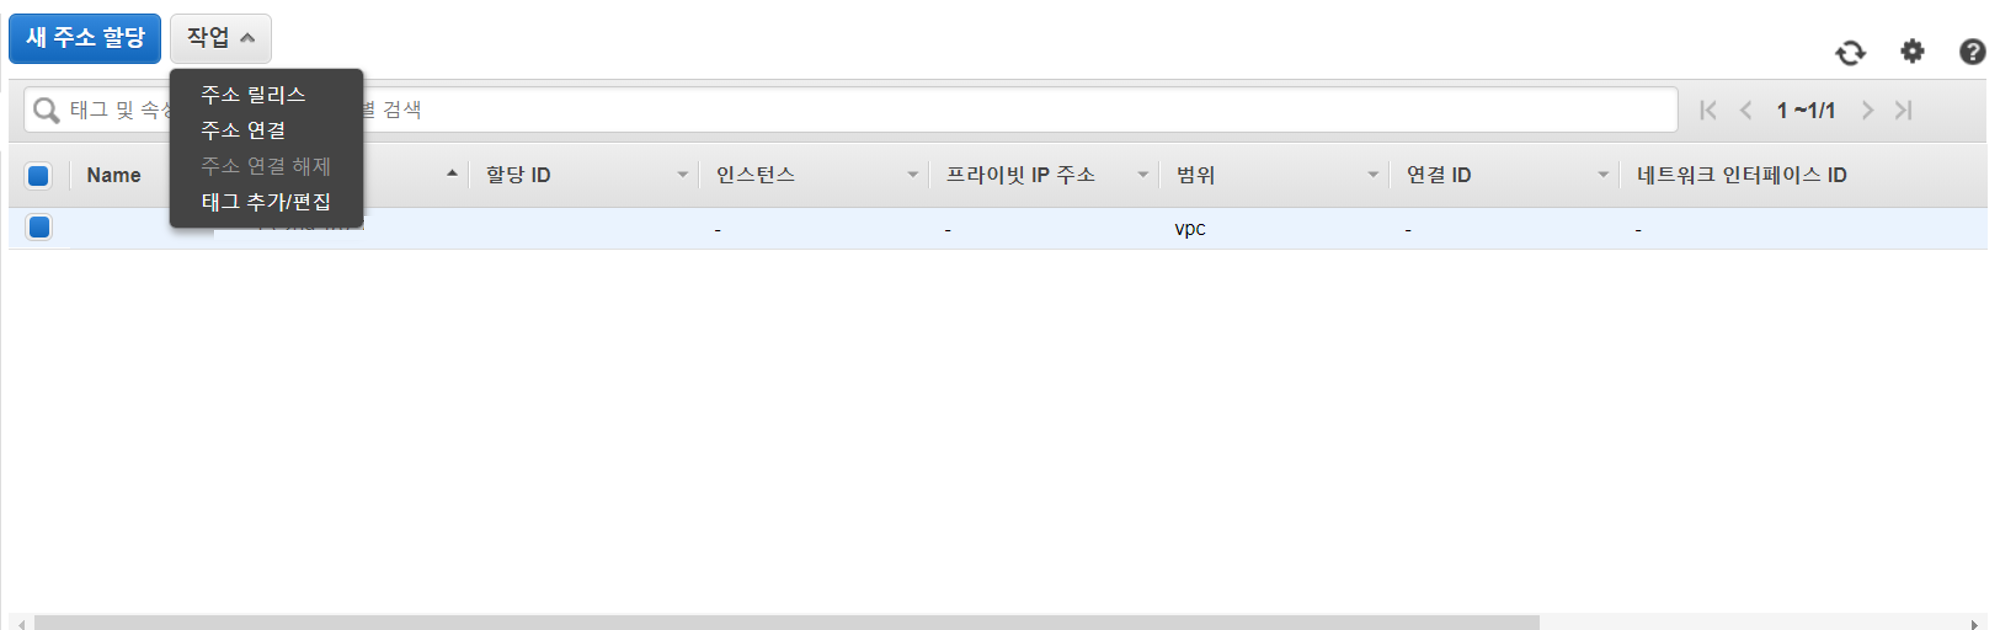 새 주소 할당
작업
주소 릴리스
주소 연결
주소 연결 해제
태그 추가/편집
태그 및 속
별 검색
1 ~1/1
Name
할당 ID
인스턴스
프라이빗 IP 주소
범위
연결 ID
네트워크 인터페이스 ID
-
-
vpc
-
-